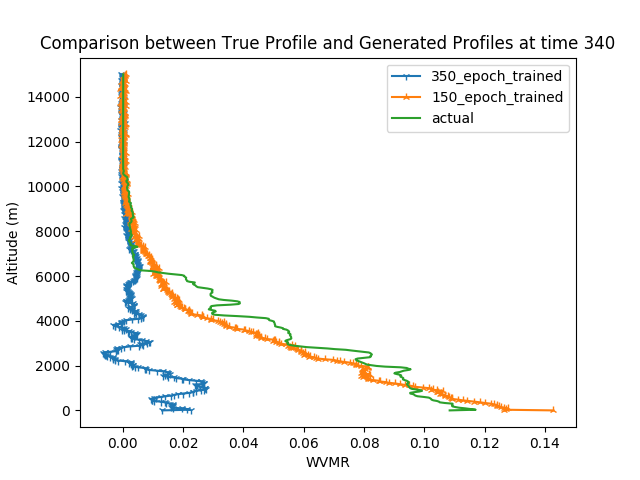 Comparison between True Profile and Generated Profiles at time 340
350_epoch_trained
150_epoch_trained
actual
Altitude (m)
14000
12000
10000
8000
6000
4000
2000
0
0.00 0.02 0.04 0.06 0.08 0.10 0.12 0.14
WVMR